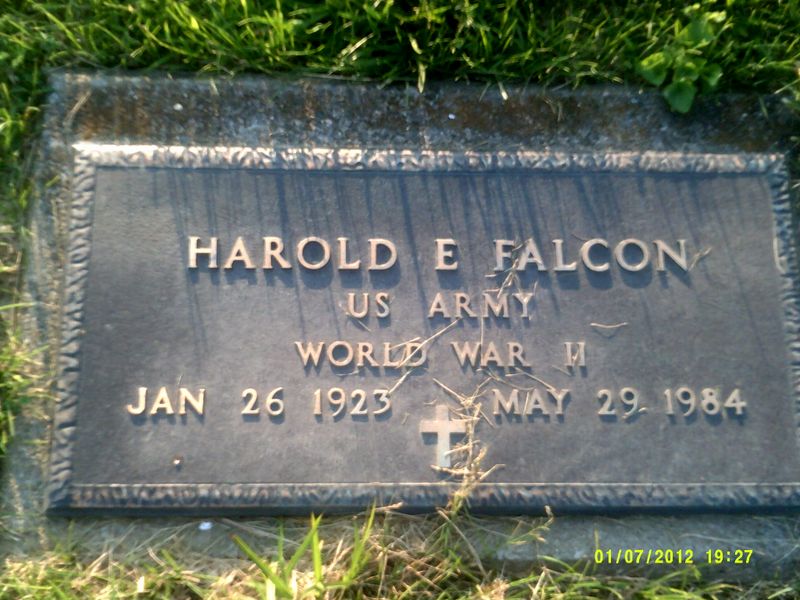 HAROLD E FALCON
US ARMY
WORLD WAR II
JAN 26 1923 MAY 29 1984
01/07/2012 19:27